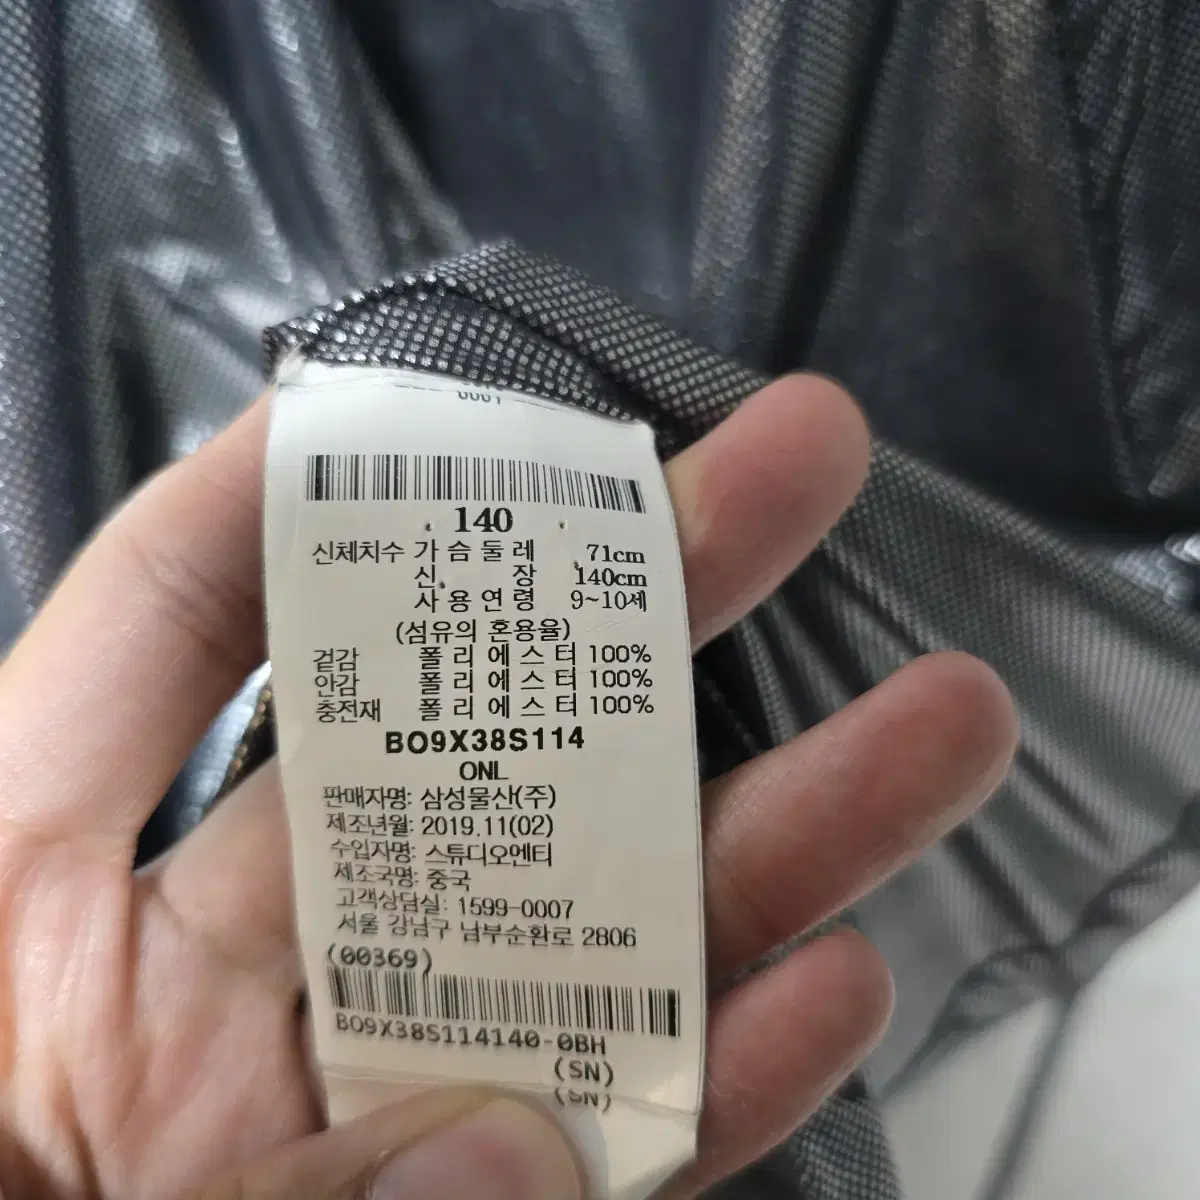 0001
140
신체치수 가슴둘레 71cm
신장 140cm
사용연령 9~10세
(섬유의 혼용율)
겉감 폴리에스터 100%
안감 폴리에스터 100%
충전재 폴리에스터 100%
BO9X38S114
ONL
판매자명: 삼성물산(주)
제조년월: 2019.11(02)
수입자명: 스튜디오엔티
제조국명: 중국
고객상담실: 1599-0007
서울 강남구 남부순환로 2806
(00369)
BO9X38S114140-0BH
(SN)
(SN)